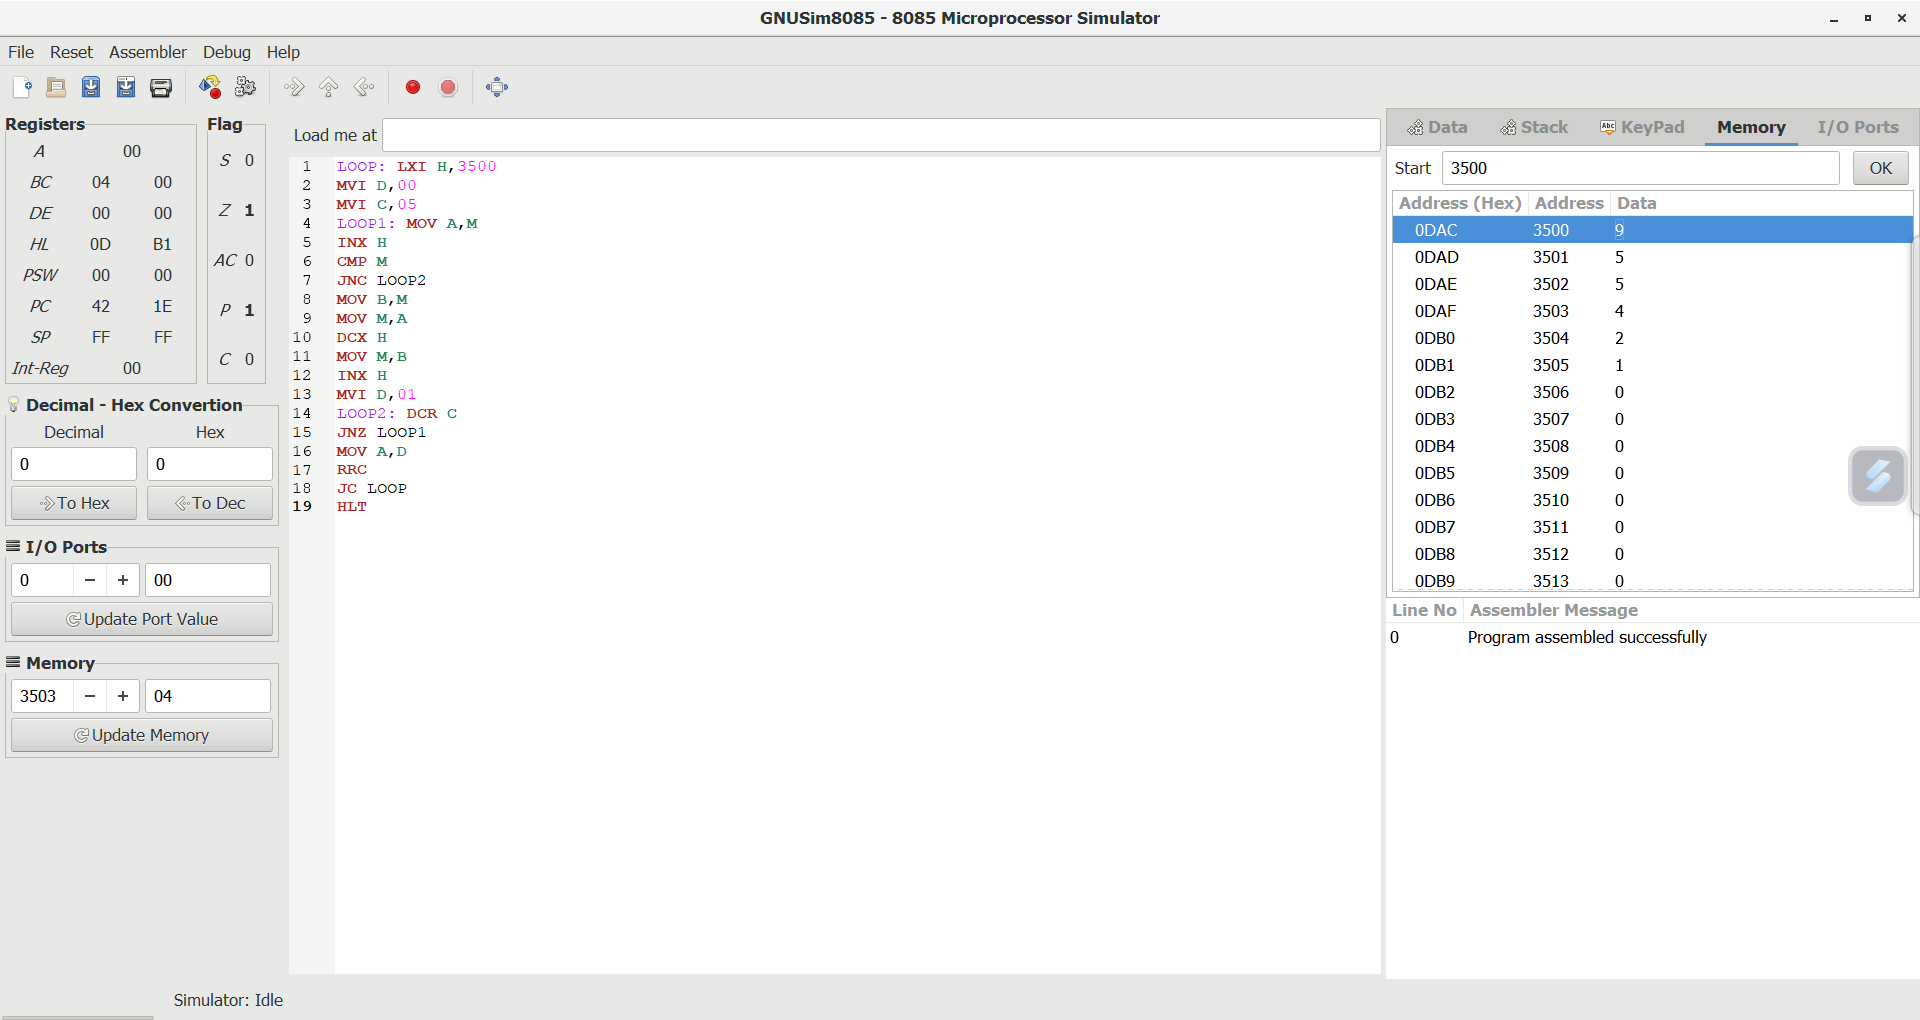 GNUSim8085 - 8085 Microprocessor Simulator
File Reset Assembler Debug Help
Registers
A 00
BC 04 00
DE 00 00
HL 0D B1
PSW 00 00
PC 42 1E
SP FF FF
Int-Reg 00
Flag
S 0
Z 1
AC 0
P 1
C 0
Decimal - Hex Convertion
Decimal Hex
0 0
To Hex To Dec
I/O Ports
0 − + 00
Update Port Value
Memory
3503 − + 04
Update Memory
Load me at
1 LOOP: LXI H,3500
2 MVI D,00
3 MVI C,05
4 LOOP1: MOV A,M
5 INX H
6 CMP M
7 JNC LOOP2
8 MOV B,M
9 MOV M,A
10 DCX H
11 MOV M,B
12 INX H
13 MVI D,01
14 LOOP2: DCR C
15 JNZ LOOP1
16 MOV A,D
17 RRC
18 JC LOOP
19 HLT
Data Stack Abc KeyPad Memory I/O Ports
Start 3500 OK
Address (Hex) Address Data
0DAC 3500 9
0DAD 3501 5
0DAE 3502 5
0DAF 3503 4
0DB0 3504 2
0DB1 3505 1
0DB2 3506 0
0DB3 3507 0
0DB4 3508 0
0DB5 3509 0
0DB6 3510 0
0DB7 3511 0
0DB8 3512 0
0DB9 3513 0
Line No Assembler Message
0 Program assembled successfully
Simulator: Idle